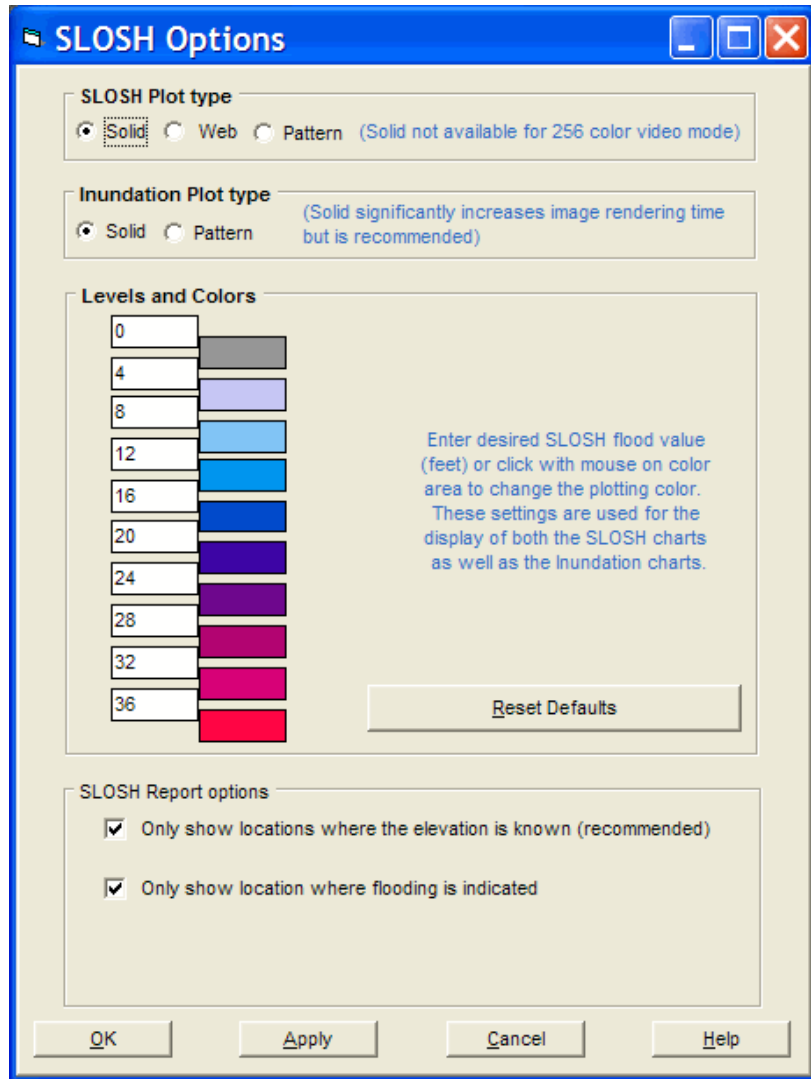 SLOSH Options
SLOSH Plot type
Solid Web Pattern (Solid not available for 256 color video mode)
Inundation Plot type
Solid Pattern
(Solid significantly increases image rendering time
but is recommended)
Levels and Colors
0
4
8
12
16
20
24
28
32
36
Enter desired SLOSH flood value
(feet) or click with mouse on color
area to change the plotting color.
These settings are used for the
display of both the SLOSH charts
as well as the Inundation charts.
Reset Defaults
SLOSH Report options
Only show locations where the elevation is known (recommended)
Only show location where flooding is indicated
OK Apply Cancel Help